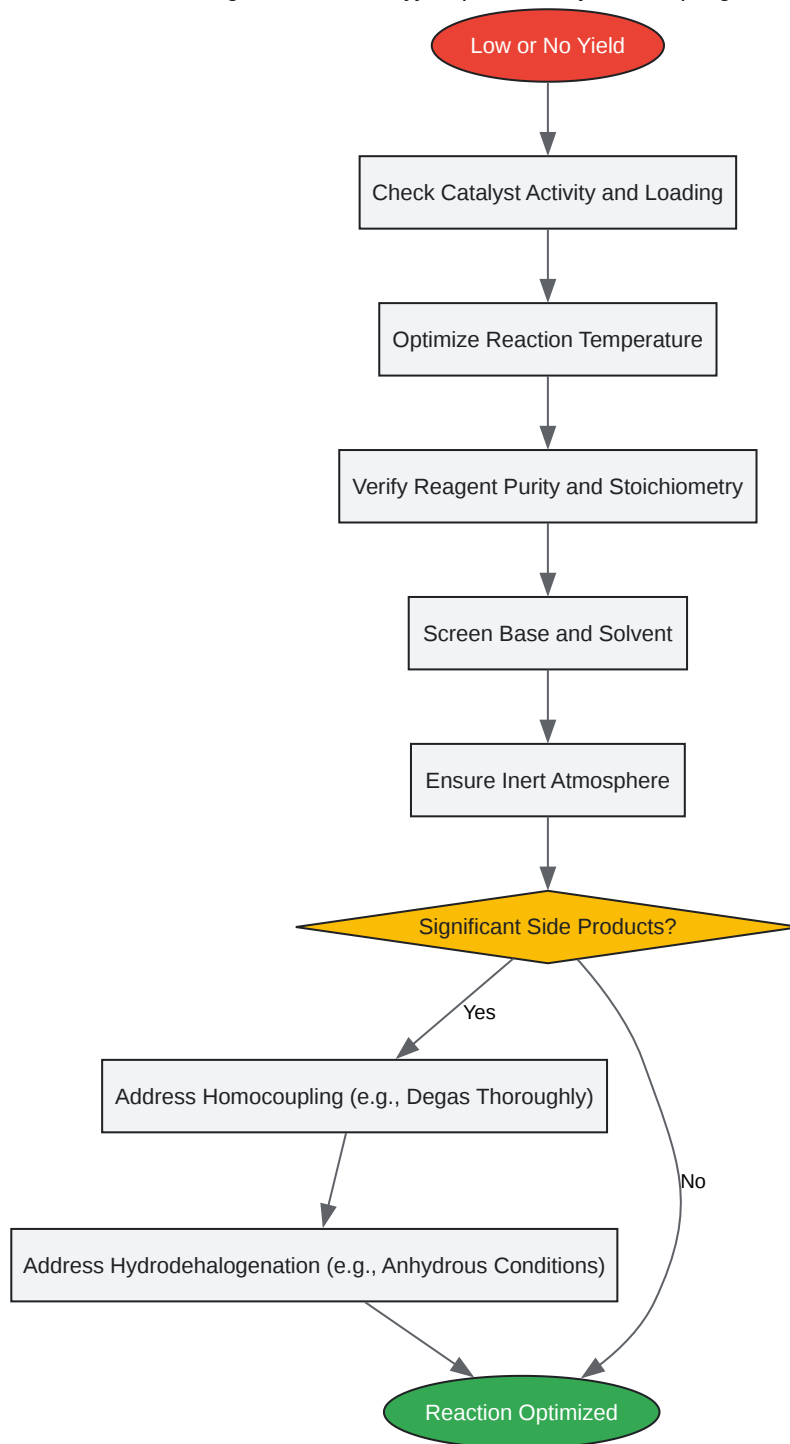 Low or No Yield
Check Catalyst Activity and Loading
Optimize Reaction Temperature
Verify Reagent Purity and Stoichiometry
Screen Base and Solvent
Ensure Inert Atmosphere
Significant Side Products?
Yes
Address Homocoupling (e.g., Degas Thoroughly)
No
Address Hydrodehalogenation (e.g., Anhydrous Conditions)
Reaction Optimized